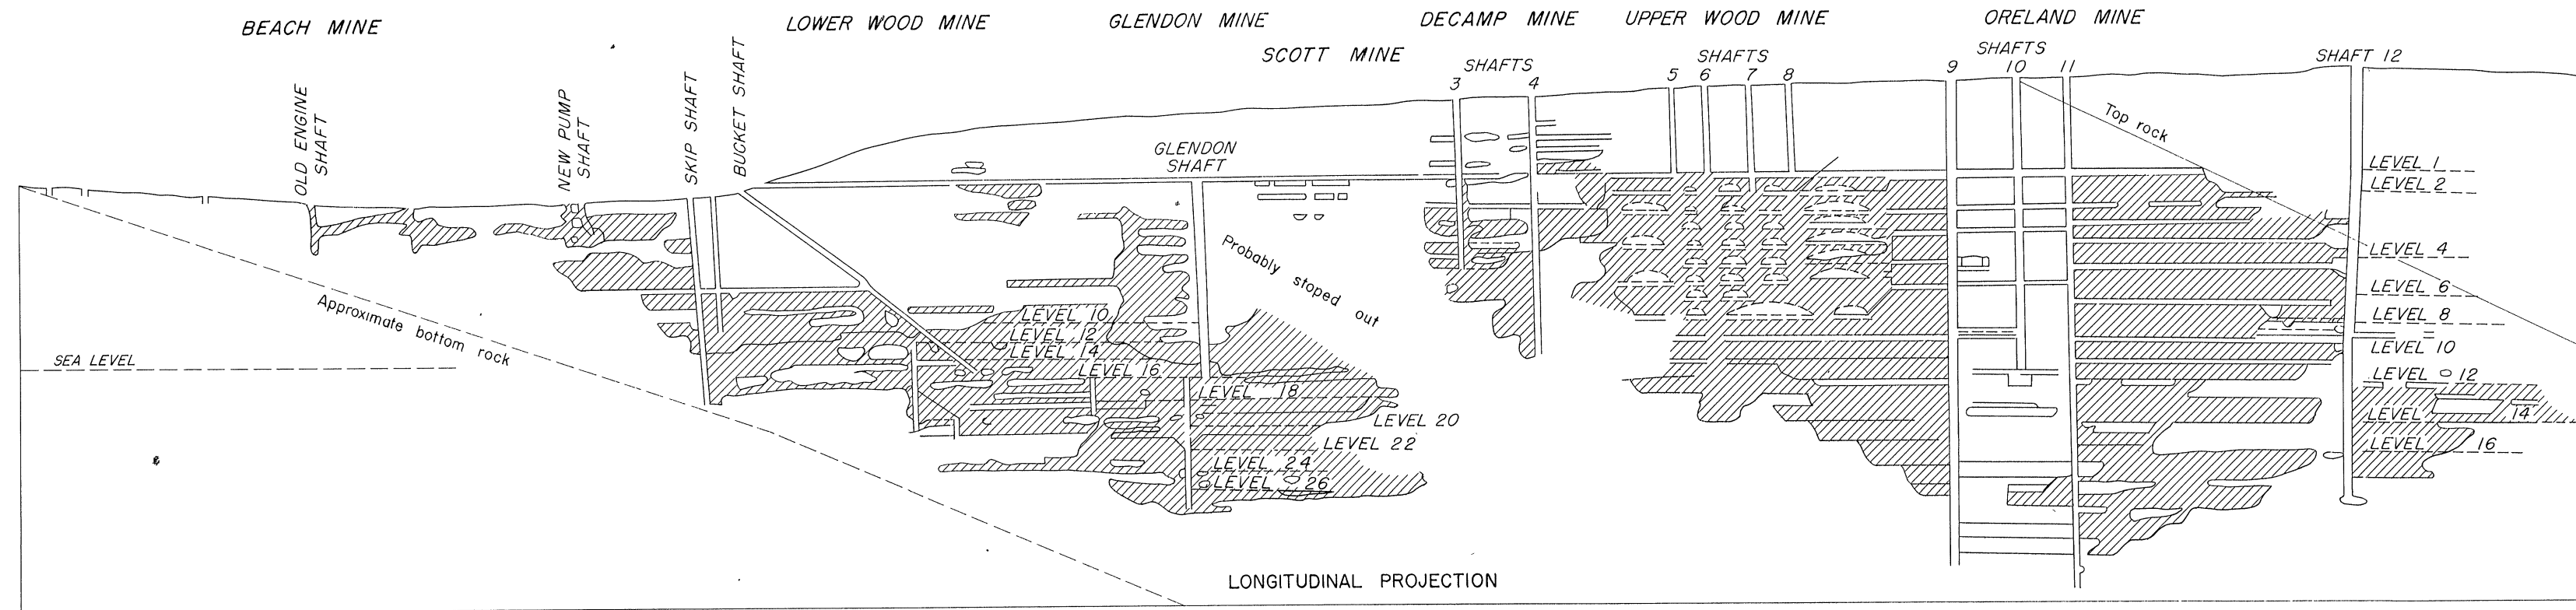 BEACH MINE
LOWER WOOD MINE
GLENDON MINE
SCOTT MINE
DECAMP MINE
UPPER WOOD MINE
ORELAND MINE
OLD ENGINE
SHAFT
NEW PUMP
SHAFT
SKIP SHAFT
BUCKET SHAFT
GLENDON
SHAFT
SHAFTS
3 4
SHAFTS
5 6 7 8
SHAFTS
9 10 11
SHAFT 12
Top rock
LEVEL 1
LEVEL 2
LEVEL 4
LEVEL 6
LEVEL 8
LEVEL 10
LEVEL 12
LEVEL 14
LEVEL 16
Probably stoped out
Approximate bottom rock
SEA LEVEL
LEVEL 10
LEVEL 12
LEVEL 14
LEVEL 16
LEVEL 18
LEVEL 20
LEVEL 22
LEVEL 24
LEVEL 26
LONGITUDINAL PROJECTION